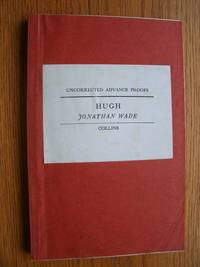 UNCORRECTED ADVANCE PROOFS
HUGH
JONATHAN WADE
COLLINS